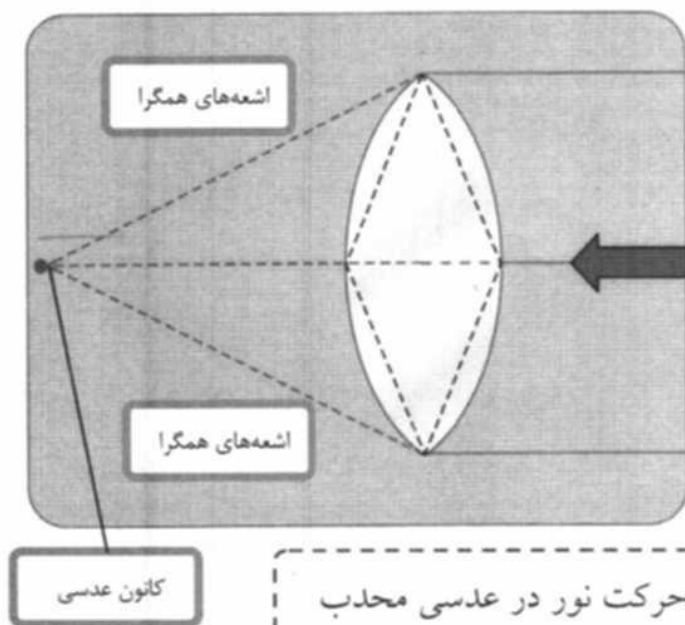 اشعه‌های همگرا
اشعه‌های همگرا
کانون عدسی
حرکت نور در عدسی محدب